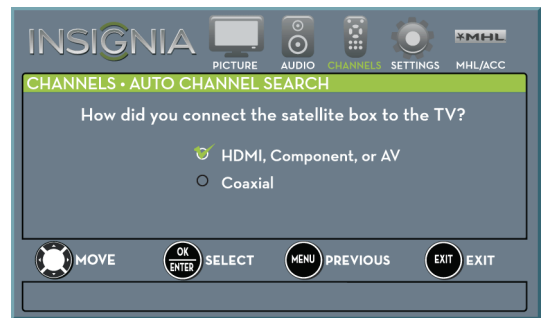 INSIGNIA
PICTURE AUDIO CHANNELS SETTINGS MHL/ACC
MHL
CHANNELS • AUTO CHANNEL SEARCH
How did you connect the satellite box to the TV?
HDMI, Component, or AV
Coaxial
MOVE OK ENTER SELECT MENU PREVIOUS EXIT EXIT